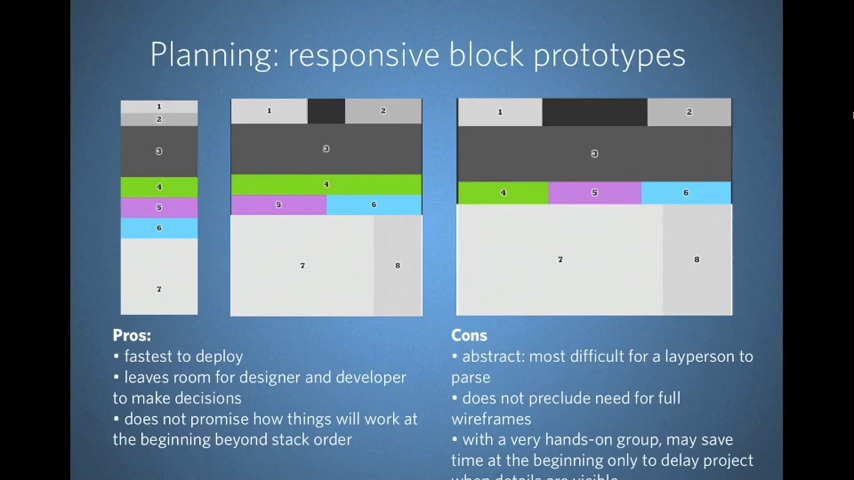 Planning: responsive block prototypes
1
2
3
4
5
6
7
1
2
3
4
5
6
7
8
1
2
3
4
5
6
7
8
Pros:
• fastest to deploy
• leaves room for designer and developer
to make decisions
• does not promise how things will work at
the beginning beyond stack order
Cons
• abstract: most difficult for a layperson to
parse
• does not preclude need for full
wireframes
• with a very hands-on group, may save
time at the beginning only to delay project
when details are visible